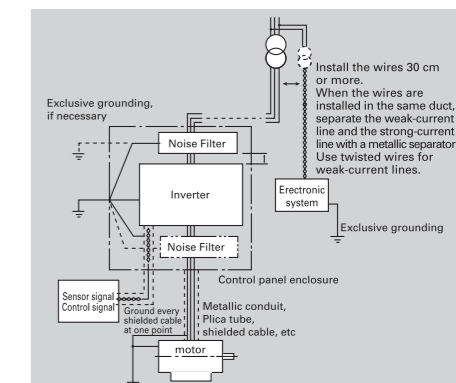 Install the wires 30 cm
or more.
When the wires are
installed in the same duct,
separate the weak-current
line and the strong-current
line with a metallic separator
Use twisted wires for
weak-current lines.
Exclusive grounding,
if necessary
Noise Filter
Inverter
Erectronic
system
Exclusive grounding
Noise Filter
Control panel enclosure
Sensor signal
Control signal
Ground every
shielded cable
at one point
Metallic conduit,
Plica tube,
shielded cable, etc
motor